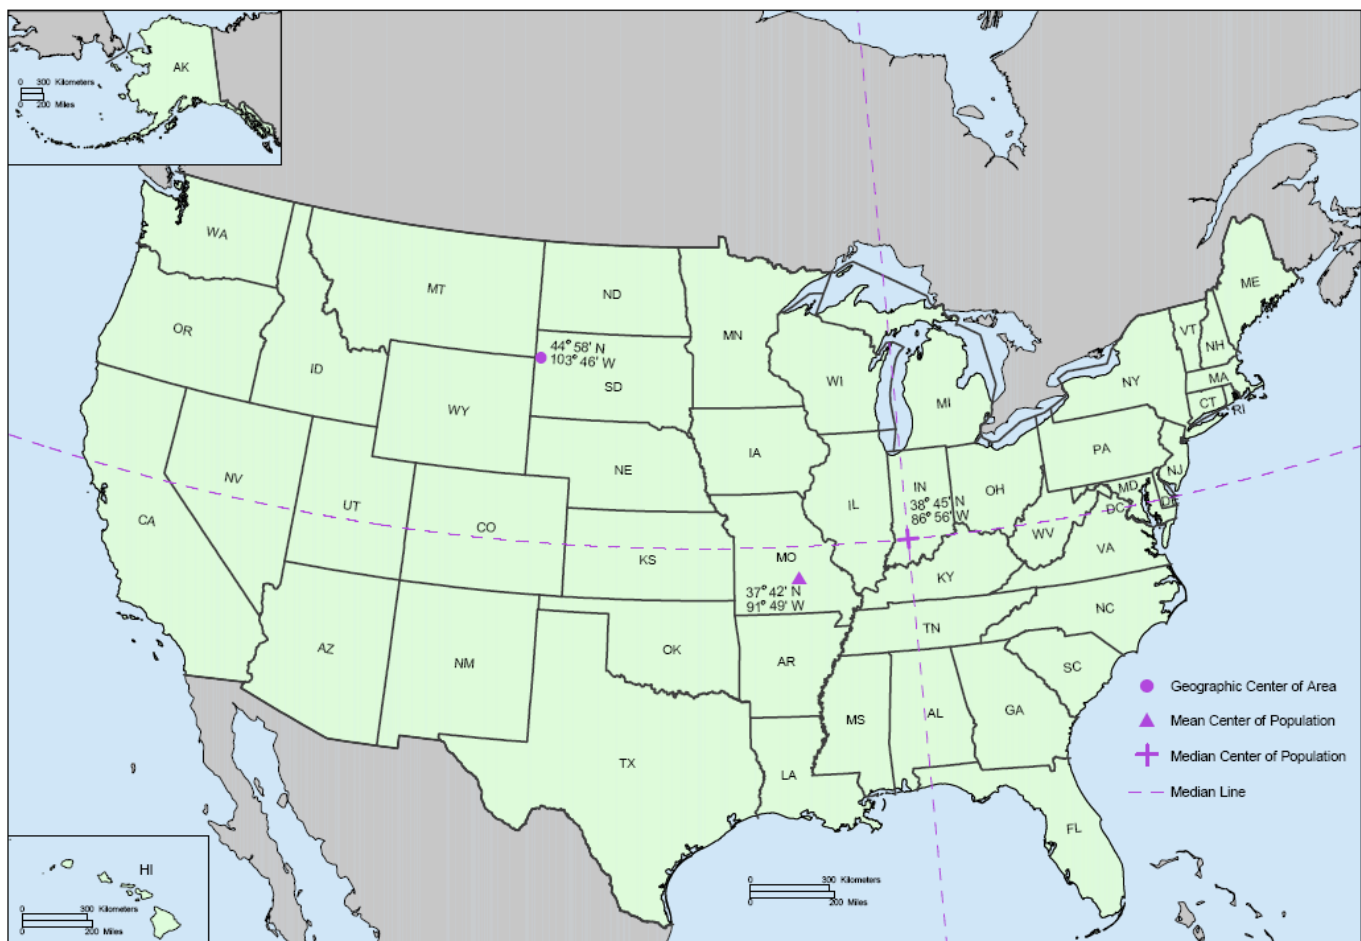 AK
0 300 Kilometers
0 200 Miles
WA
MT
ND
MN
ME
OR
ID
44° 58' N
103° 46' W
SD
WY
WI
MI
VT
NH
NY
MA
CT
RI
NV
UT
CO
NE
IA
IL
IN
38° 45' N
86° 56' W
OH
PA
NJ
MD
DE
DC
CA
KS
MO
37° 42' N
91° 49' W
WV
VA
KY
AZ
NM
OK
AR
TN
NC
SC
TX
LA
MS
AL
GA
FL
Geographic Center of Area
Mean Center of Population
Median Center of Population
Median Line
HI
0 300 Kilometers
0 200 Miles
0 300 Kilometers
0 200 Miles